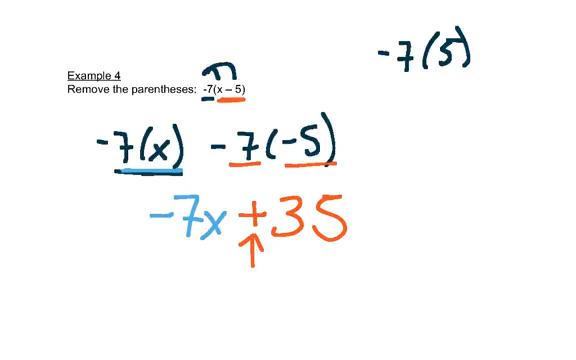 -7(5)
Example 4
Remove the parentheses: -7(x – 5)
-7(x) -7(-5)
-7x + 35